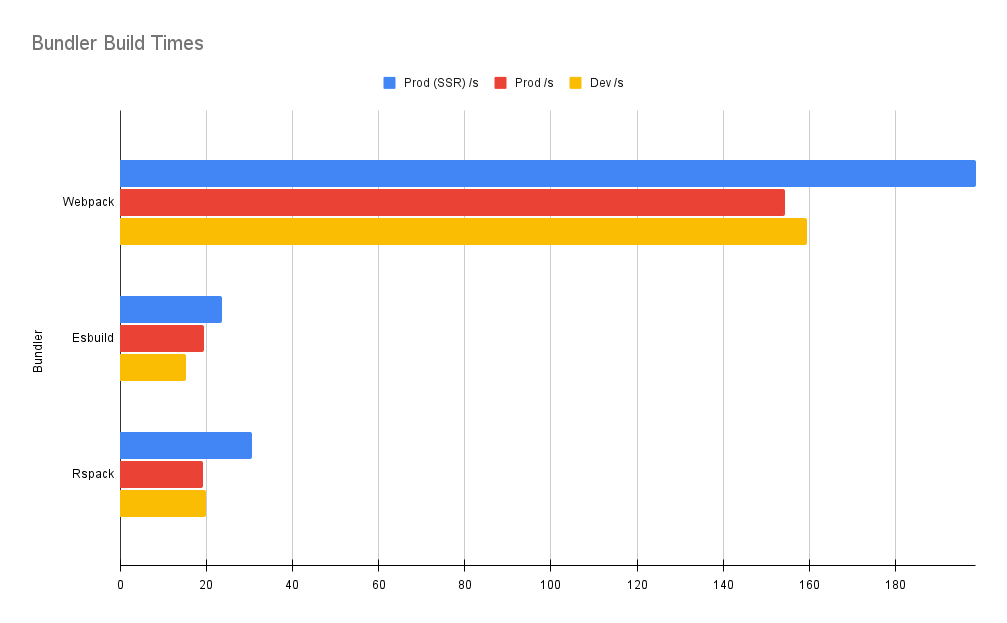 Bundler Build Times
Prod (SSR) /s Prod /s Dev /s
Webpack
Esbuild
Rspack
Bundler
0 20 40 60 80 100 120 140 160 180